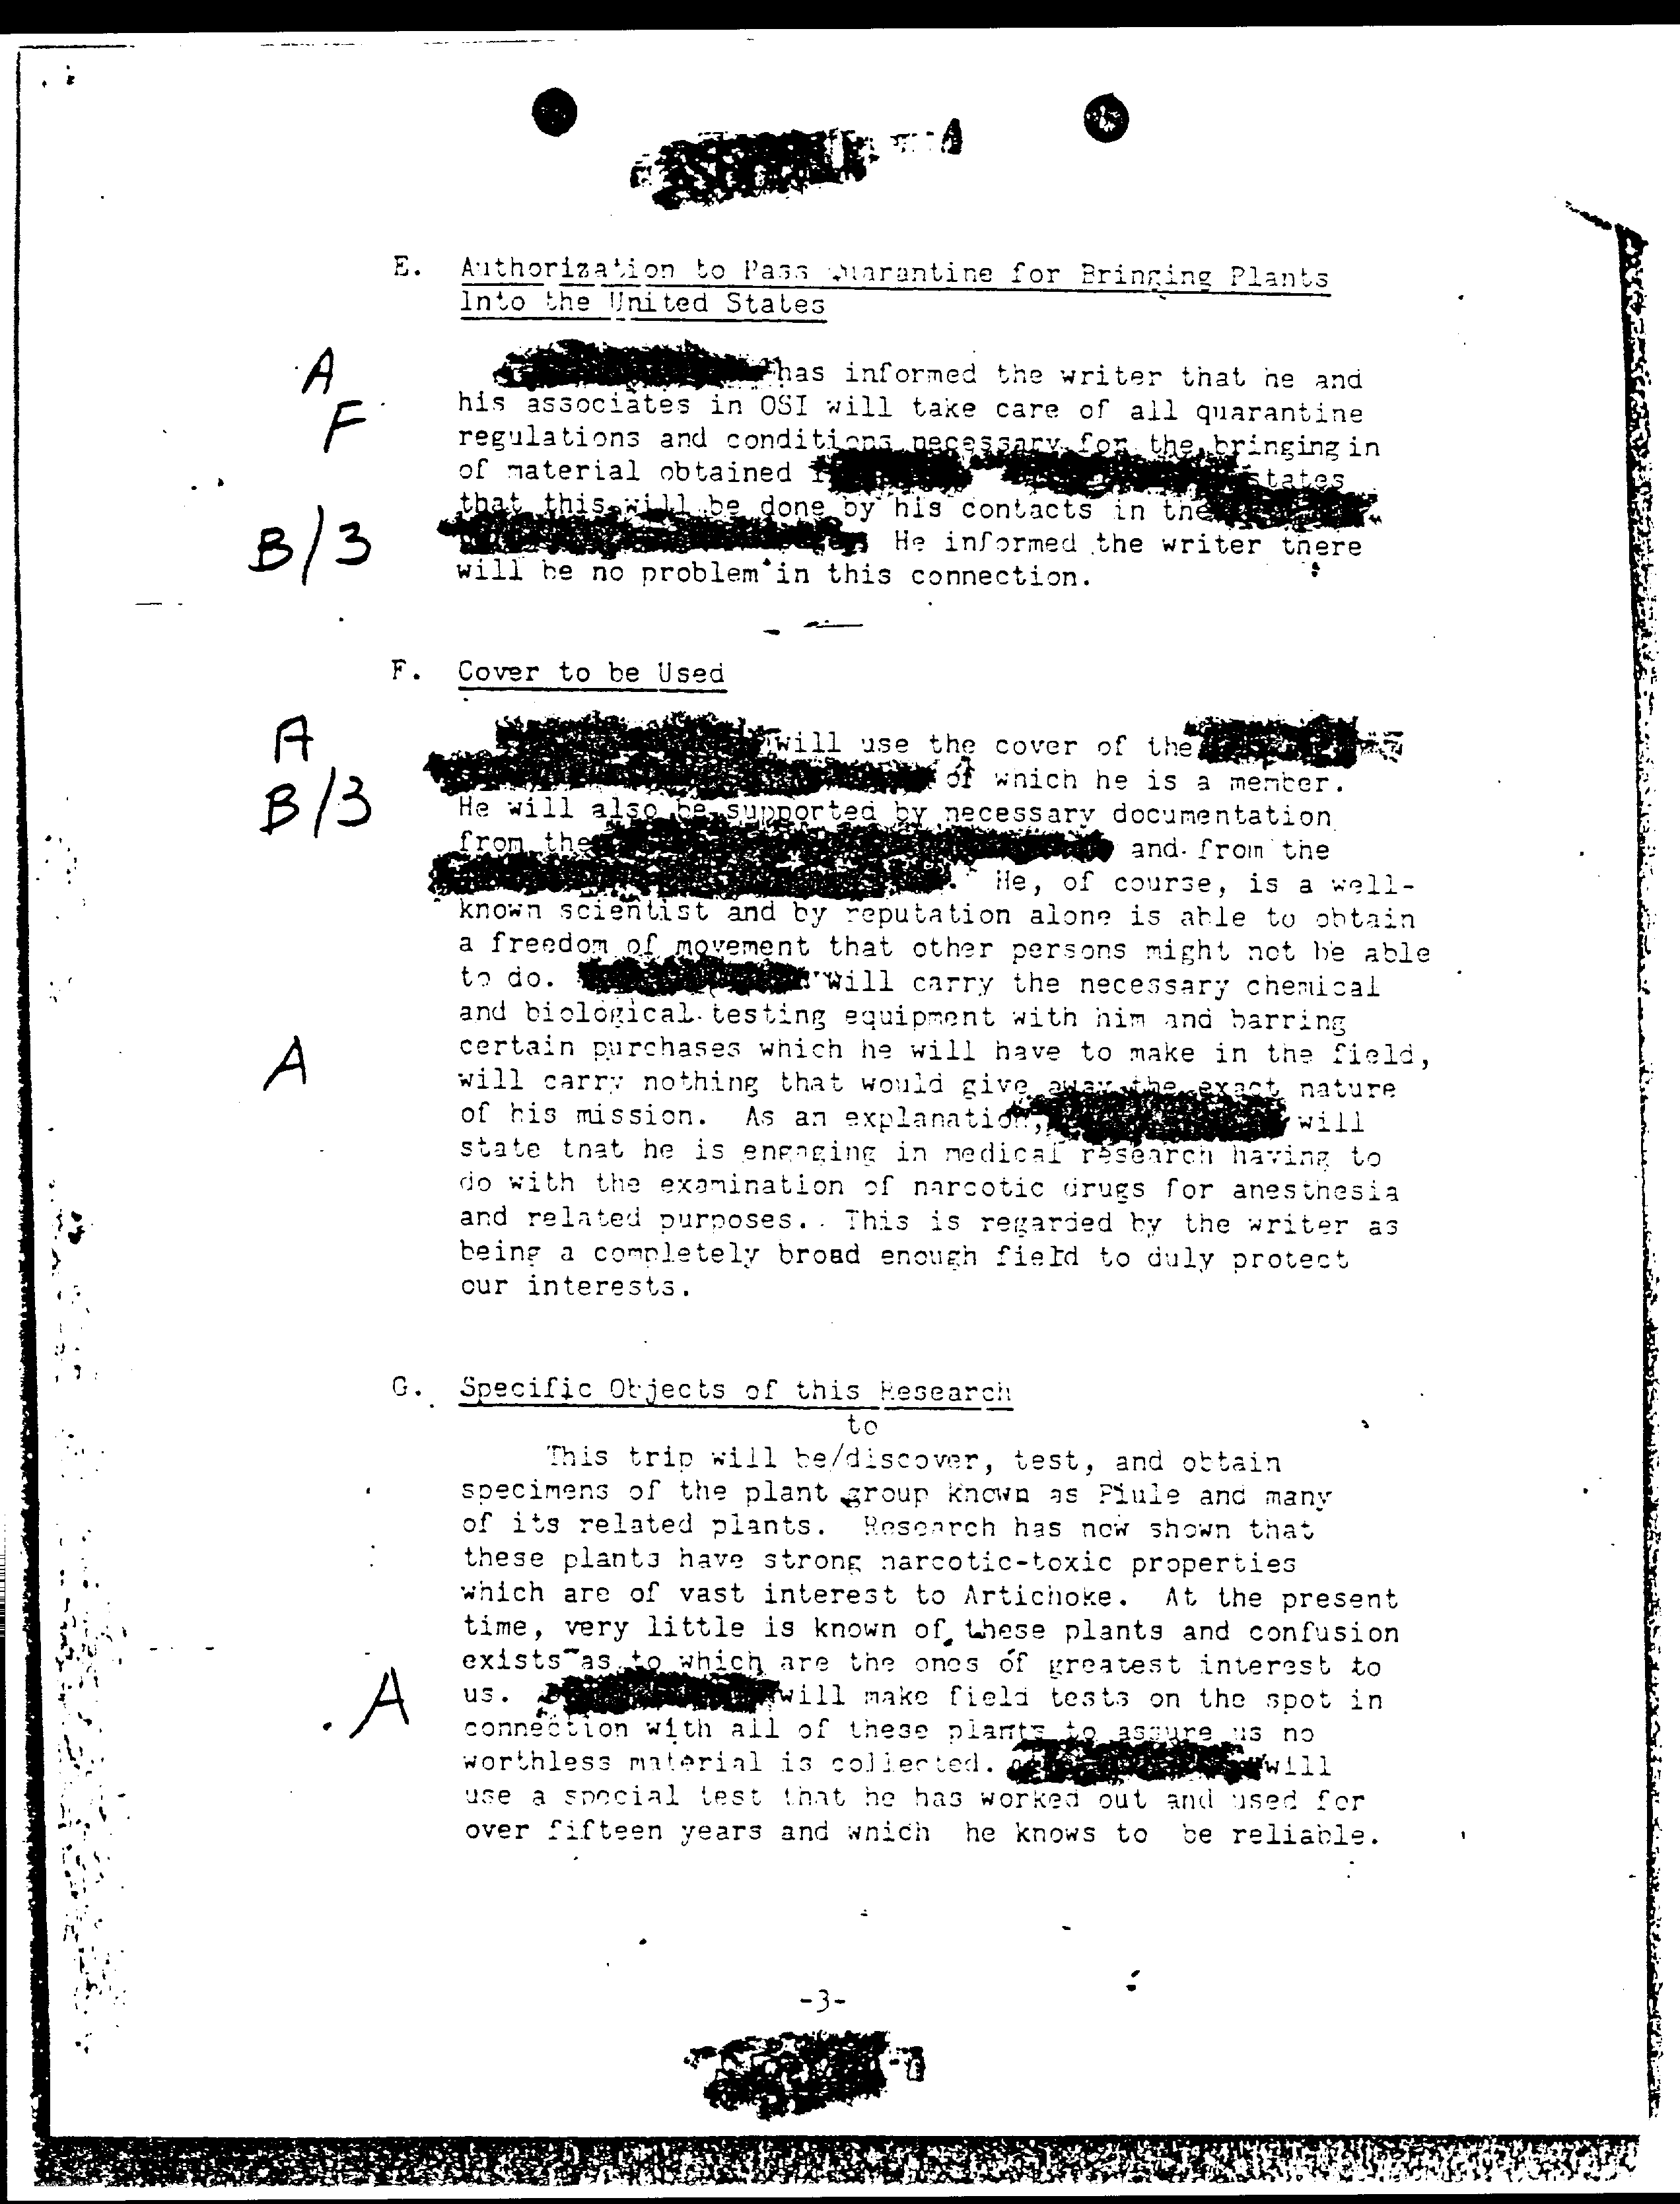 E. Authorization to Pass Quarantine for Bringing Plants
Into the United States
A
has informed the writer that he and
F
his associates in OSI will take care of all quarantine
regulations and conditions necessary for the bringing in
of material obtained states
that this will be done by his contacts in the
B/3
He informed the writer there
will be no problem in this connection.
F. Cover to be Used
A
will use the cover of the
B/3
of which he is a member.
He will also be supported by necessary documentation
from the and from the
He, of course, is a well-
known scientist and by reputation alone is able to obtain
a freedom of movement that other persons might not be able
to do. will carry the necessary chemical
and biological testing equipment with him and barring
A
certain purchases which he will have to make in the field,
will carry nothing that would give away the exact nature
of his mission. As an explanation, will
state that he is engaging in medical research having to
do with the examination of narcotic drugs for anesthesia
and related purposes. This is regarded by the writer as
being a completely broad enough field to duly protect
our interests.
G. Specific Objects of this Research
to
This trip will be/discover, test, and obtain
specimens of the plant group known as Piule and many
of its related plants. Research has now shown that
these plants have strong narcotic-toxic properties
which are of vast interest to Artichoke. At the present
time, very little is known of these plants and confusion
exists as to which are the ones of greatest interest to
A
us. will make field tests on the spot in
connection with all of these plants to assure us no
worthless material is collected. will
use a special test that he has worked out and used for
over fifteen years and which he knows to be reliable.
-3-